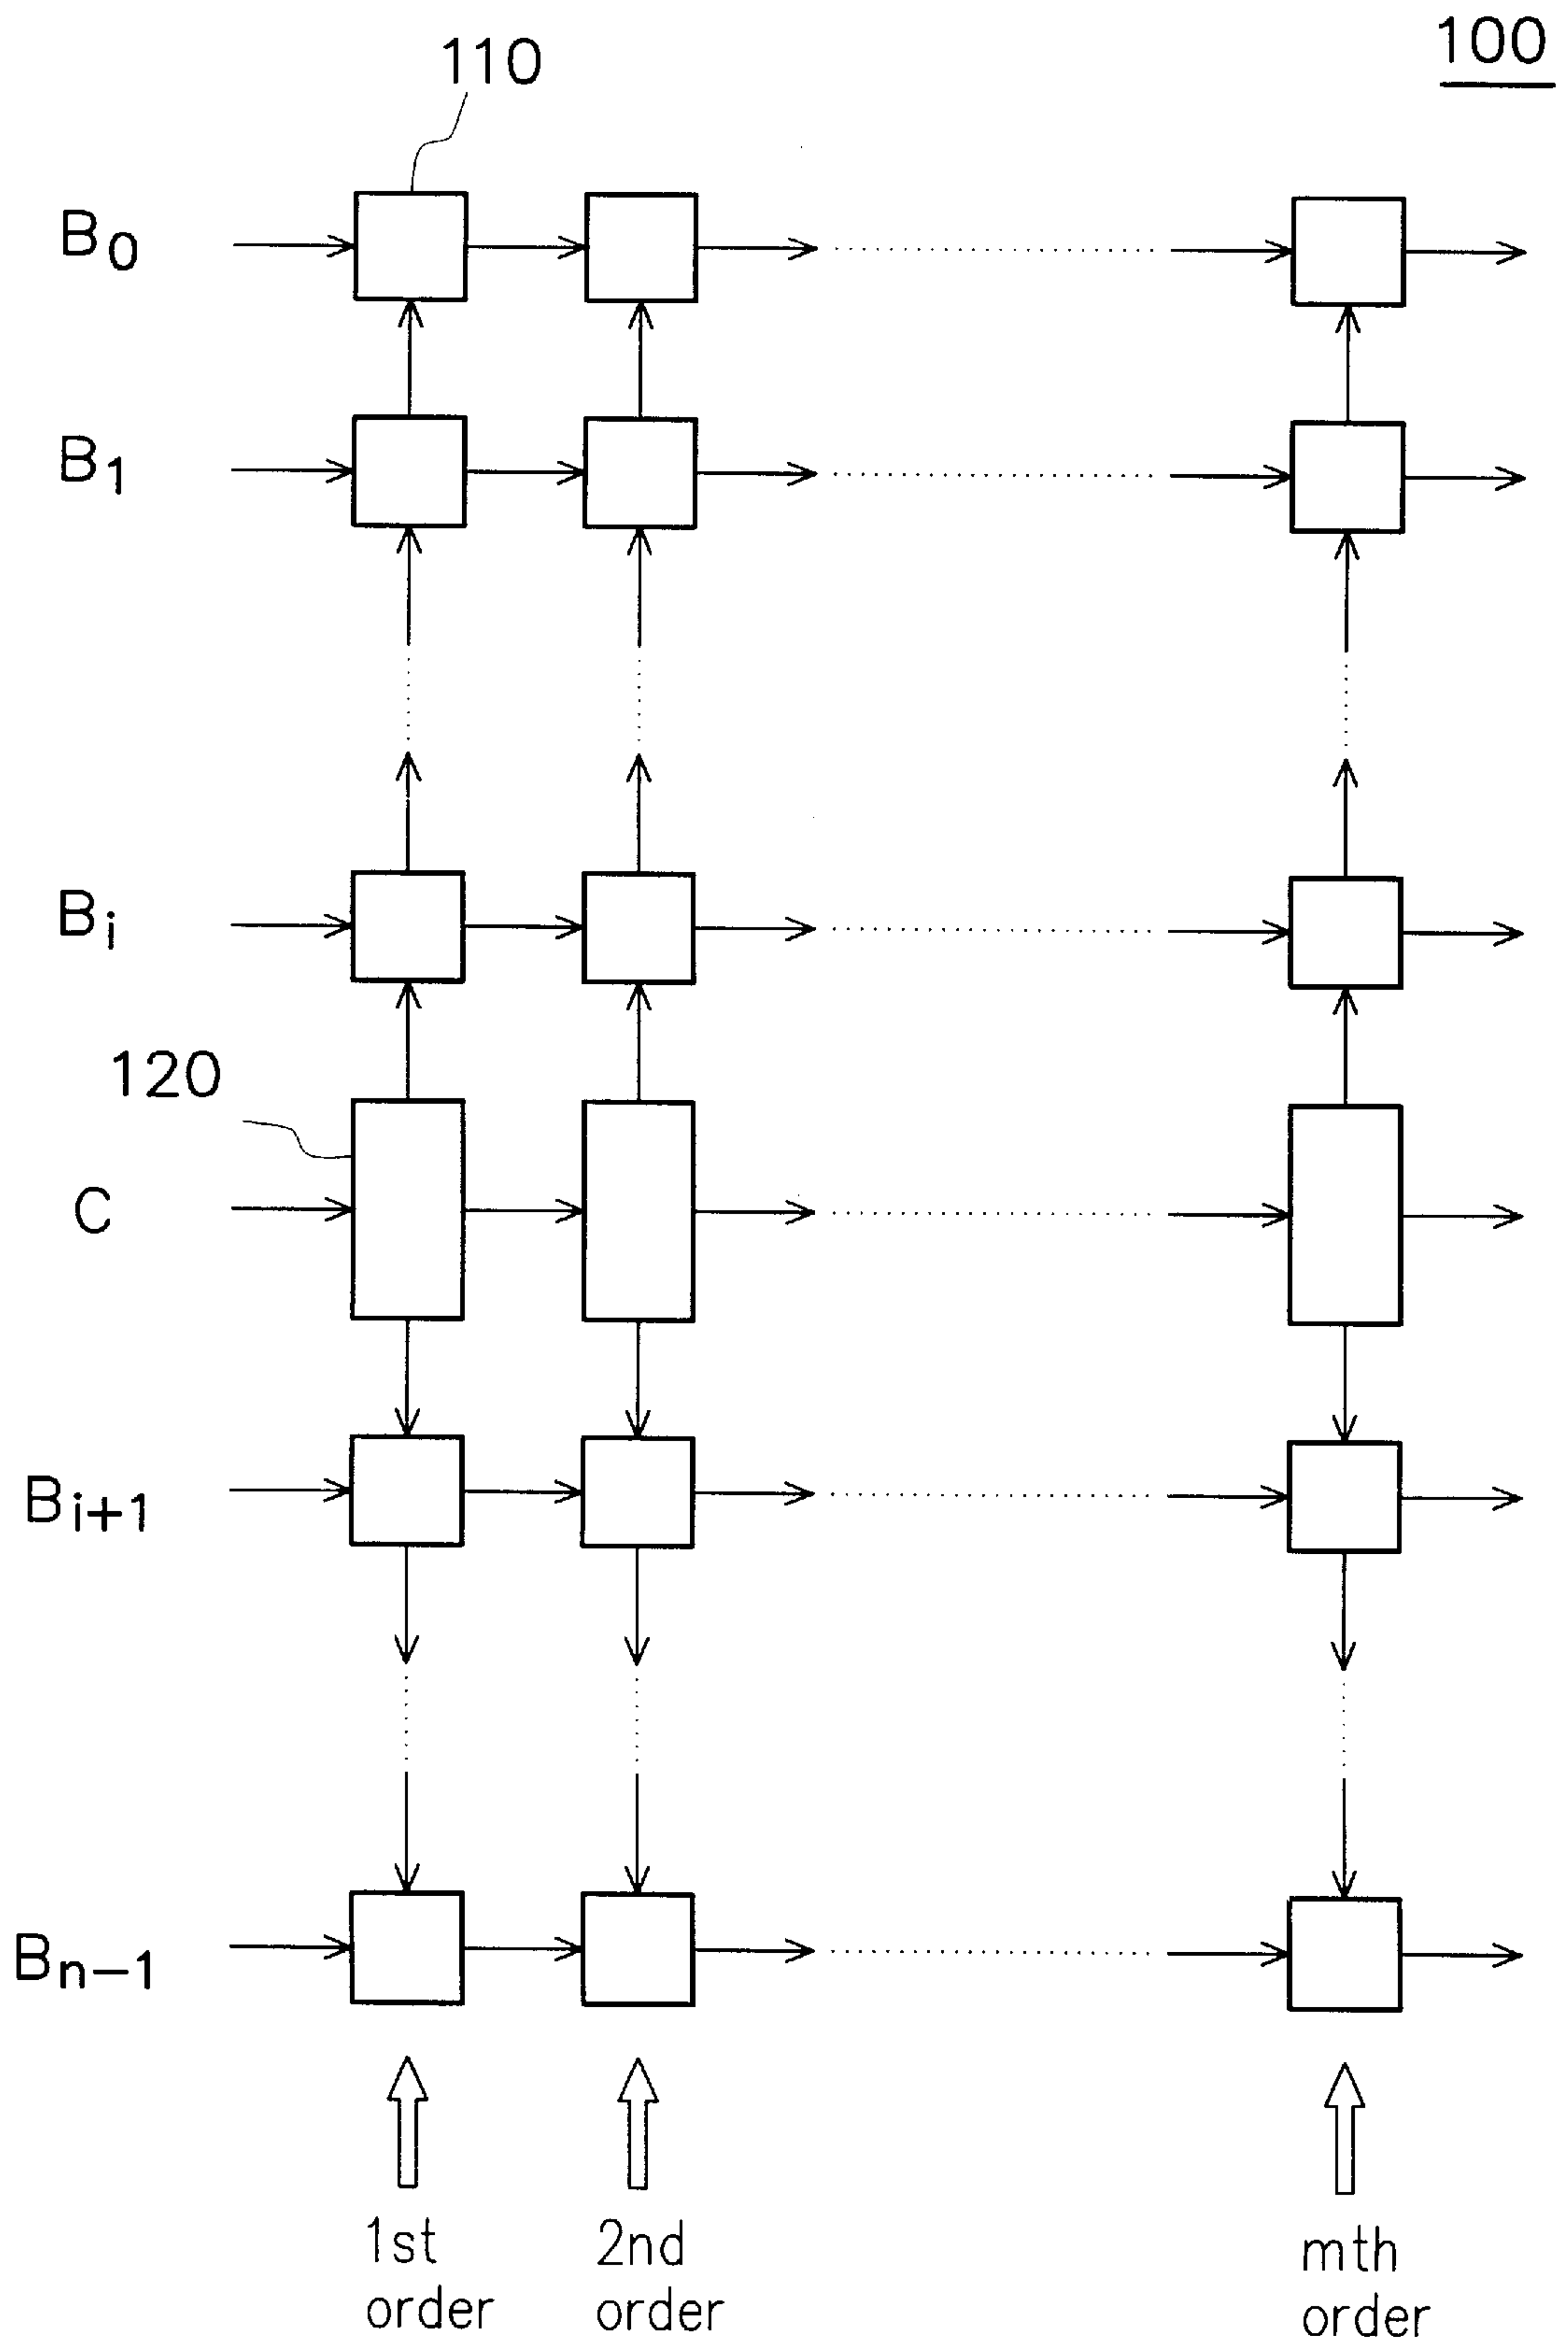 100
110
B0
B1
Bi
120
C
Bi+1
Bn-1
1st order
2nd order
mth order